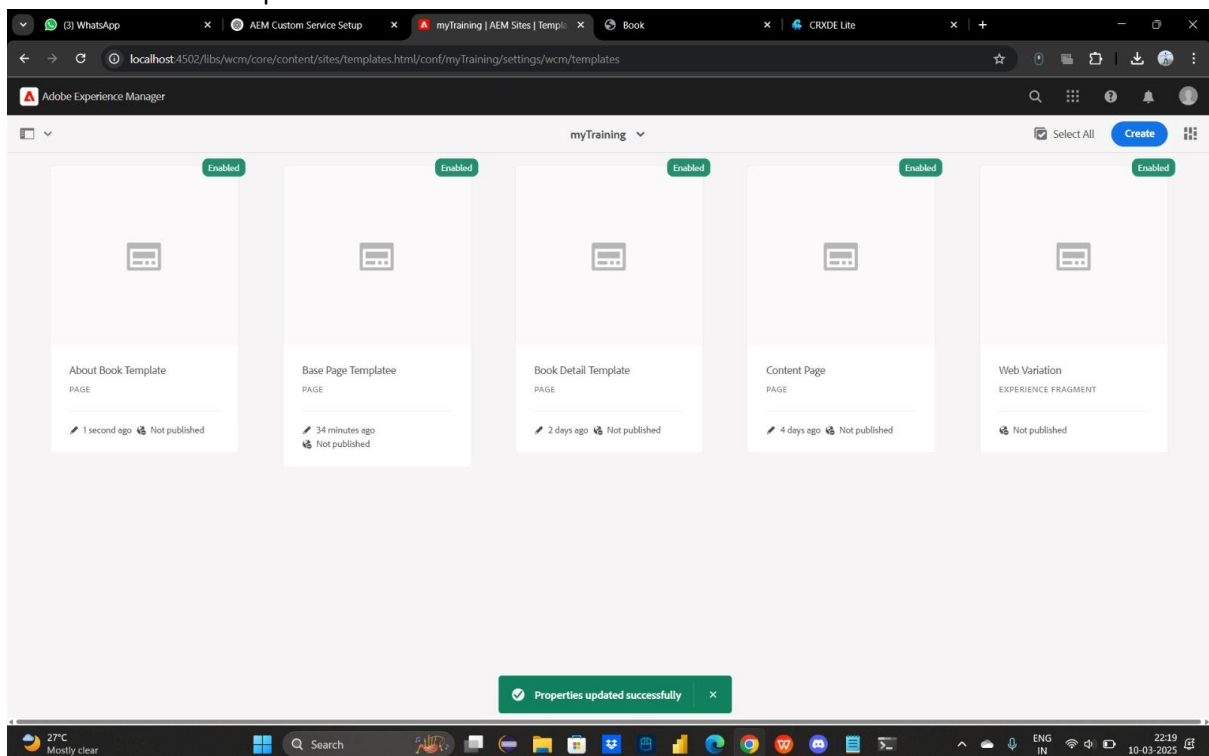 (3) WhatsApp
AEM Custom Service Setup
myTraining | AEM Sites | Templa
Book
CRXDE Lite
localhost:4502/libs/wcm/core/content/sites/templates.html/conf/myTraining/settings/wcm/templates
Adobe Experience Manager
myTraining
Select All
Create
Enabled
Enabled
Enabled
Enabled
Enabled
About Book Template
PAGE
1 second ago Not published
Base Page Templatee
PAGE
34 minutes ago
Not published
Book Detail Template
PAGE
2 days ago Not published
Content Page
PAGE
4 days ago Not published
Web Variation
EXPERIENCE FRAGMENT
Not published
Properties updated successfully
27°C
Mostly clear
Search
ENG
IN
22:19
10-03-2025